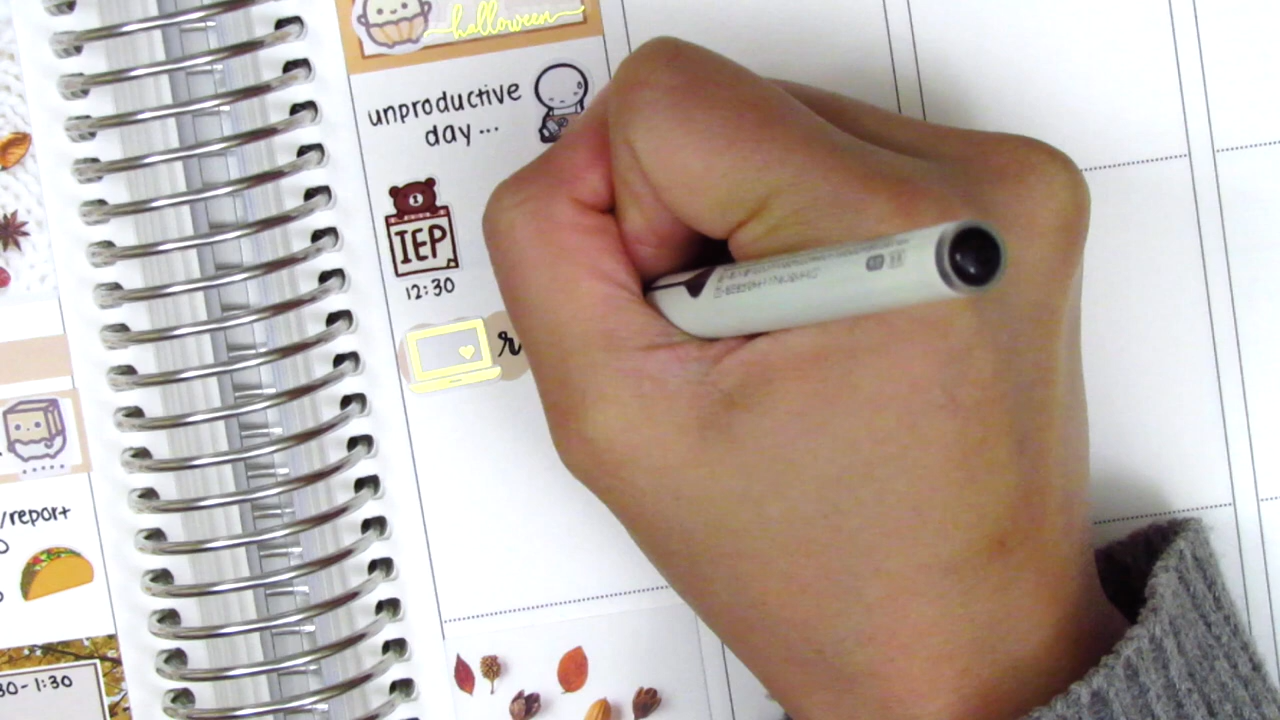 halloween
unproductive
day...
IEP
12:30
/report
30-1:30